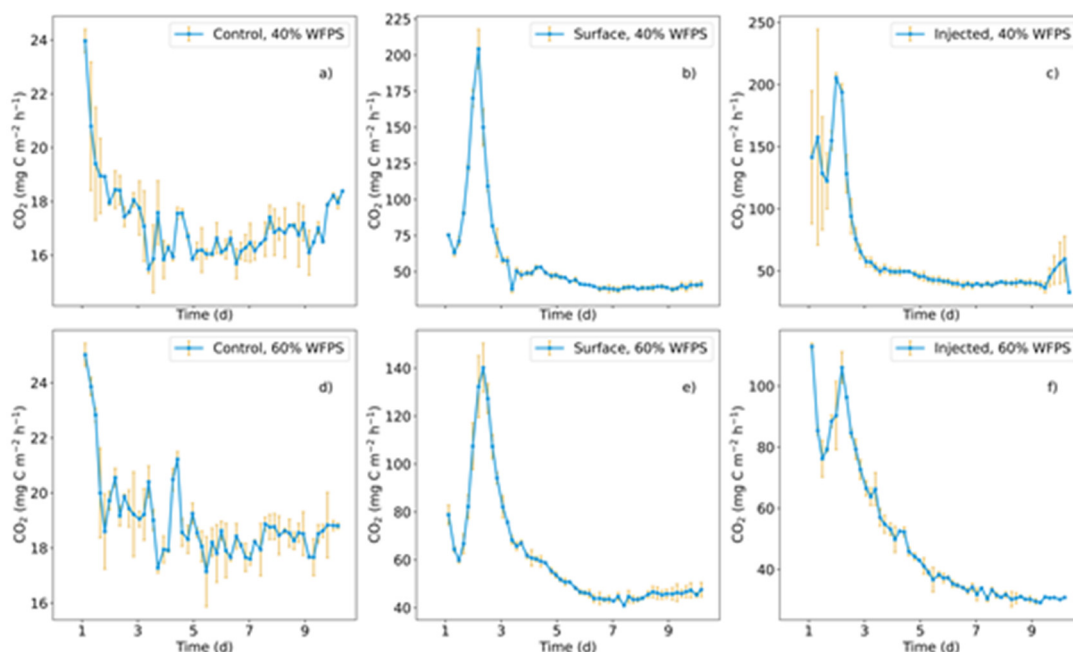 Control, 40% WFPS
a)
24
22
20
18
16
CO₂ (mg C m⁻² h⁻¹)
Time (d)
Surface, 40% WFPS
b)
225
200
175
150
125
100
75
50
CO₂ (mg C m⁻² h⁻¹)
Time (d)
Injected, 40% WFPS
c)
250
200
150
100
50
CO₂ (mg C m⁻² h⁻¹)
Time (d)
Control, 60% WFPS
d)
24
22
20
18
16
CO₂ (mg C m⁻² h⁻¹)
1 3 5 7 9
Time (d)
Surface, 60% WFPS
e)
140
120
100
80
60
40
CO₂ (mg C m⁻² h⁻¹)
1 3 5 7 9
Time (d)
Injected, 60% WFPS
f)
100
80
60
40
CO₂ (mg C m⁻² h⁻¹)
1 3 5 7 9
Time (d)